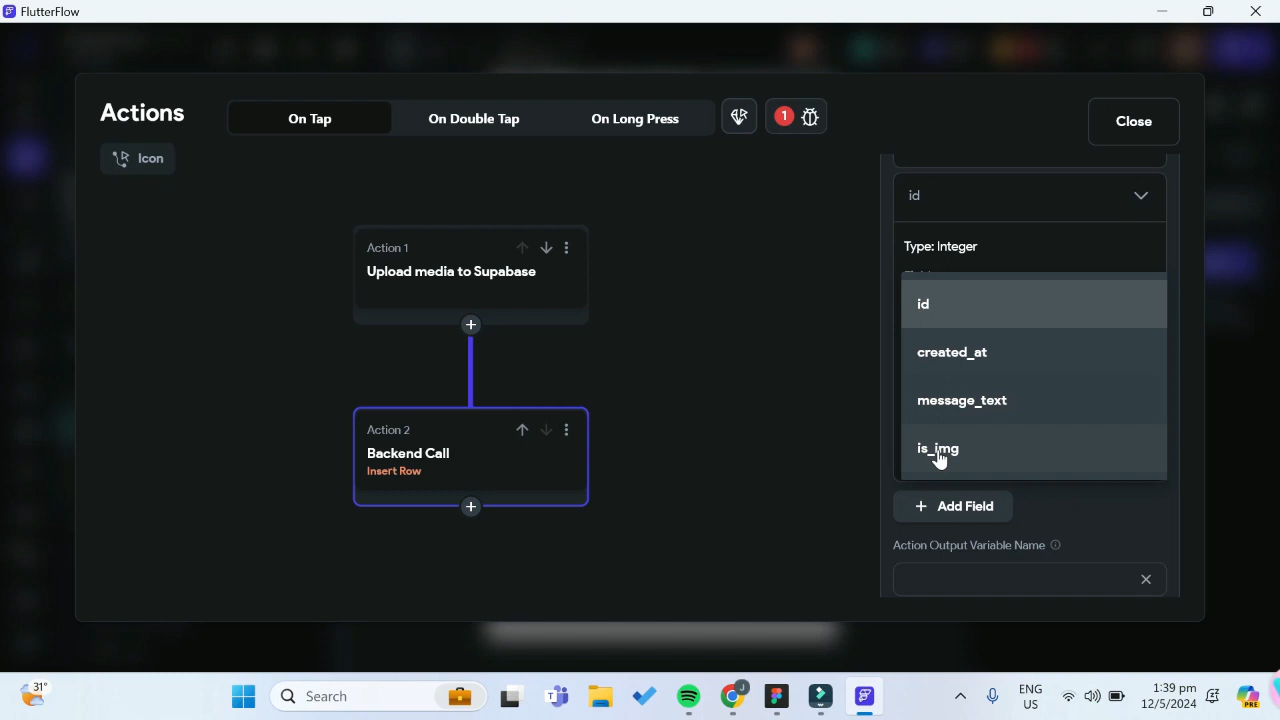 FlutterFlow
Actions
On Tap
On Double Tap
On Long Press
1
Close
Icon
id
Type: Integer
Action 1
Upload media to Supabase
id
created_at
message_text
is_img
Action 2
Backend Call
Insert Row
Add Field
Action Output Variable Name
31°
Search
J
ENG
US
1:39 pm
12/5/2024
PRE